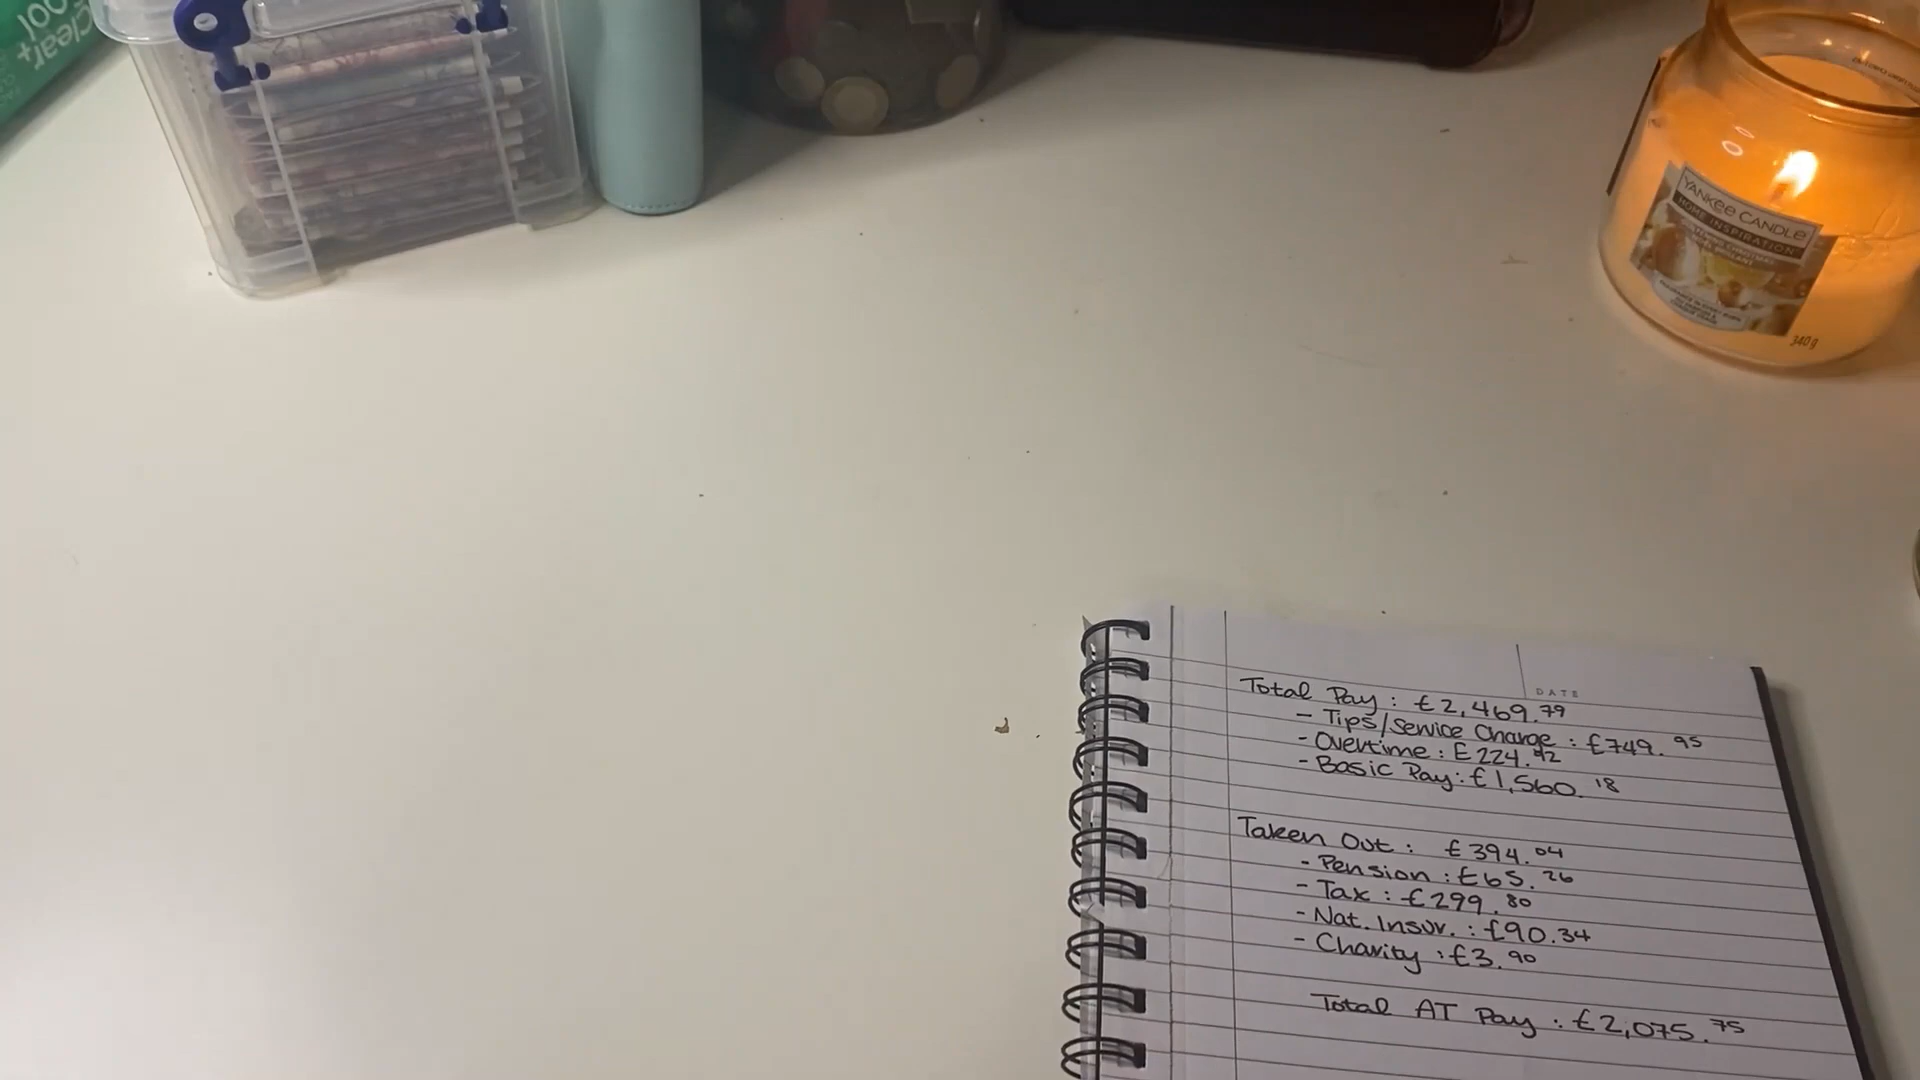 clear+
YANKEE CANDLE
HOME INSPIRATION
340g
DATE
Total Pay : £2,469.79
- Tips/Service Charge : £749.95
- Overtime : £224.92
- Basic Pay : £1,560.18
Taken Out : £394.04
- Pension : £65.26
- Tax : £299.80
- Nat. Insur. : £90.34
- Charity : £3.90
Total AT Pay : £2,075.75